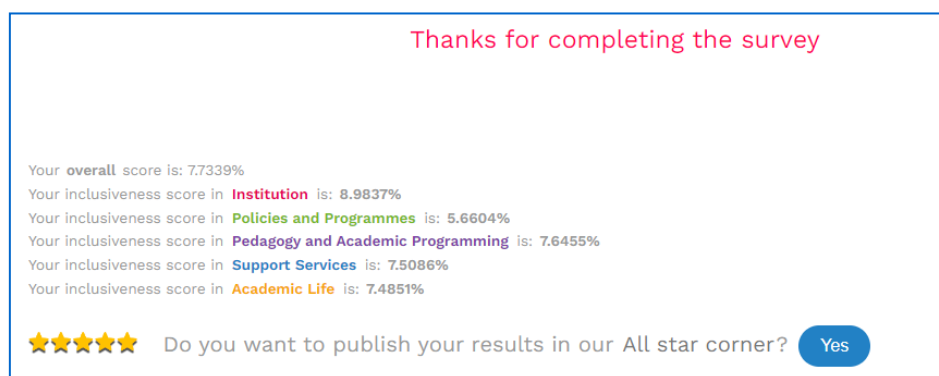 Thanks for completing the survey
Your overall score is: 7.7339%
Your inclusiveness score in Institution is: 8.9837%
Your inclusiveness score in Policies and Programmes is: 5.6604%
Your inclusiveness score in Pedagogy and Academic Programming is: 7.6455%
Your inclusiveness score in Support Services is: 7.5086%
Your inclusiveness score in Academic Life is: 7.4851%
Do you want to publish your results in our All star corner? Yes